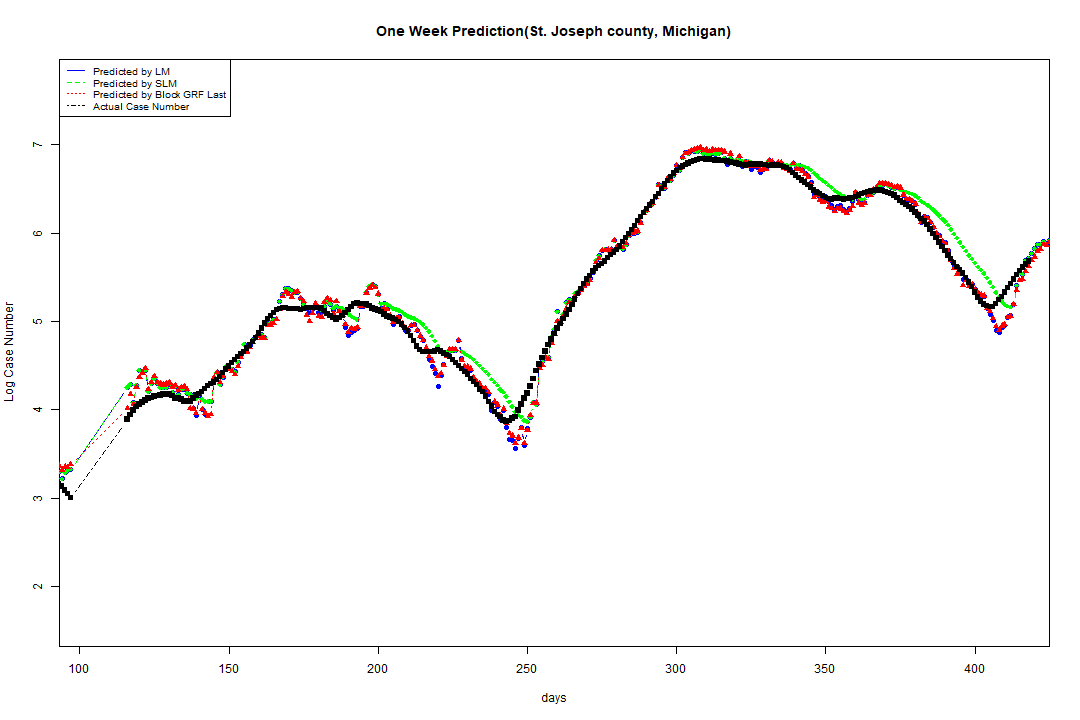 One Week Prediction(St. Joseph county, Michigan)
Predicted by LM
Predicted by SLM
Predicted by Block GRF Last
Actual Case Number
7
6
5
4
3
2
Log Case Number
100 150 200 250 300 350 400
days